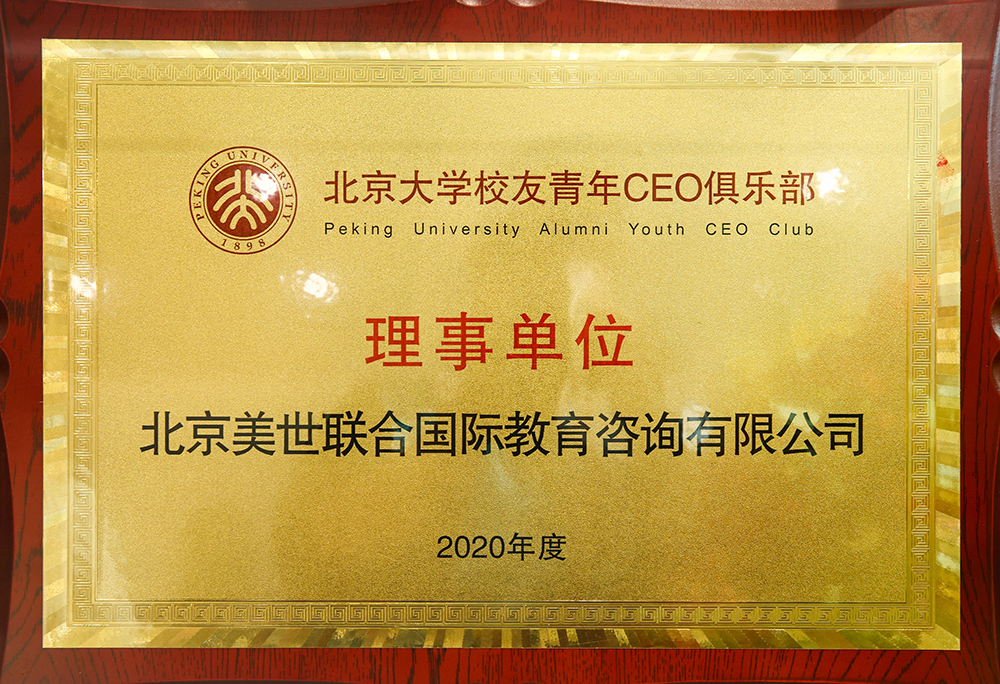 PEKING UNIVERSITY
1898
北京大学校友青年CEO俱乐部
Peking University Alumni Youth CEO Club
理事单位
北京美世联合国际教育咨询有限公司
2020年度